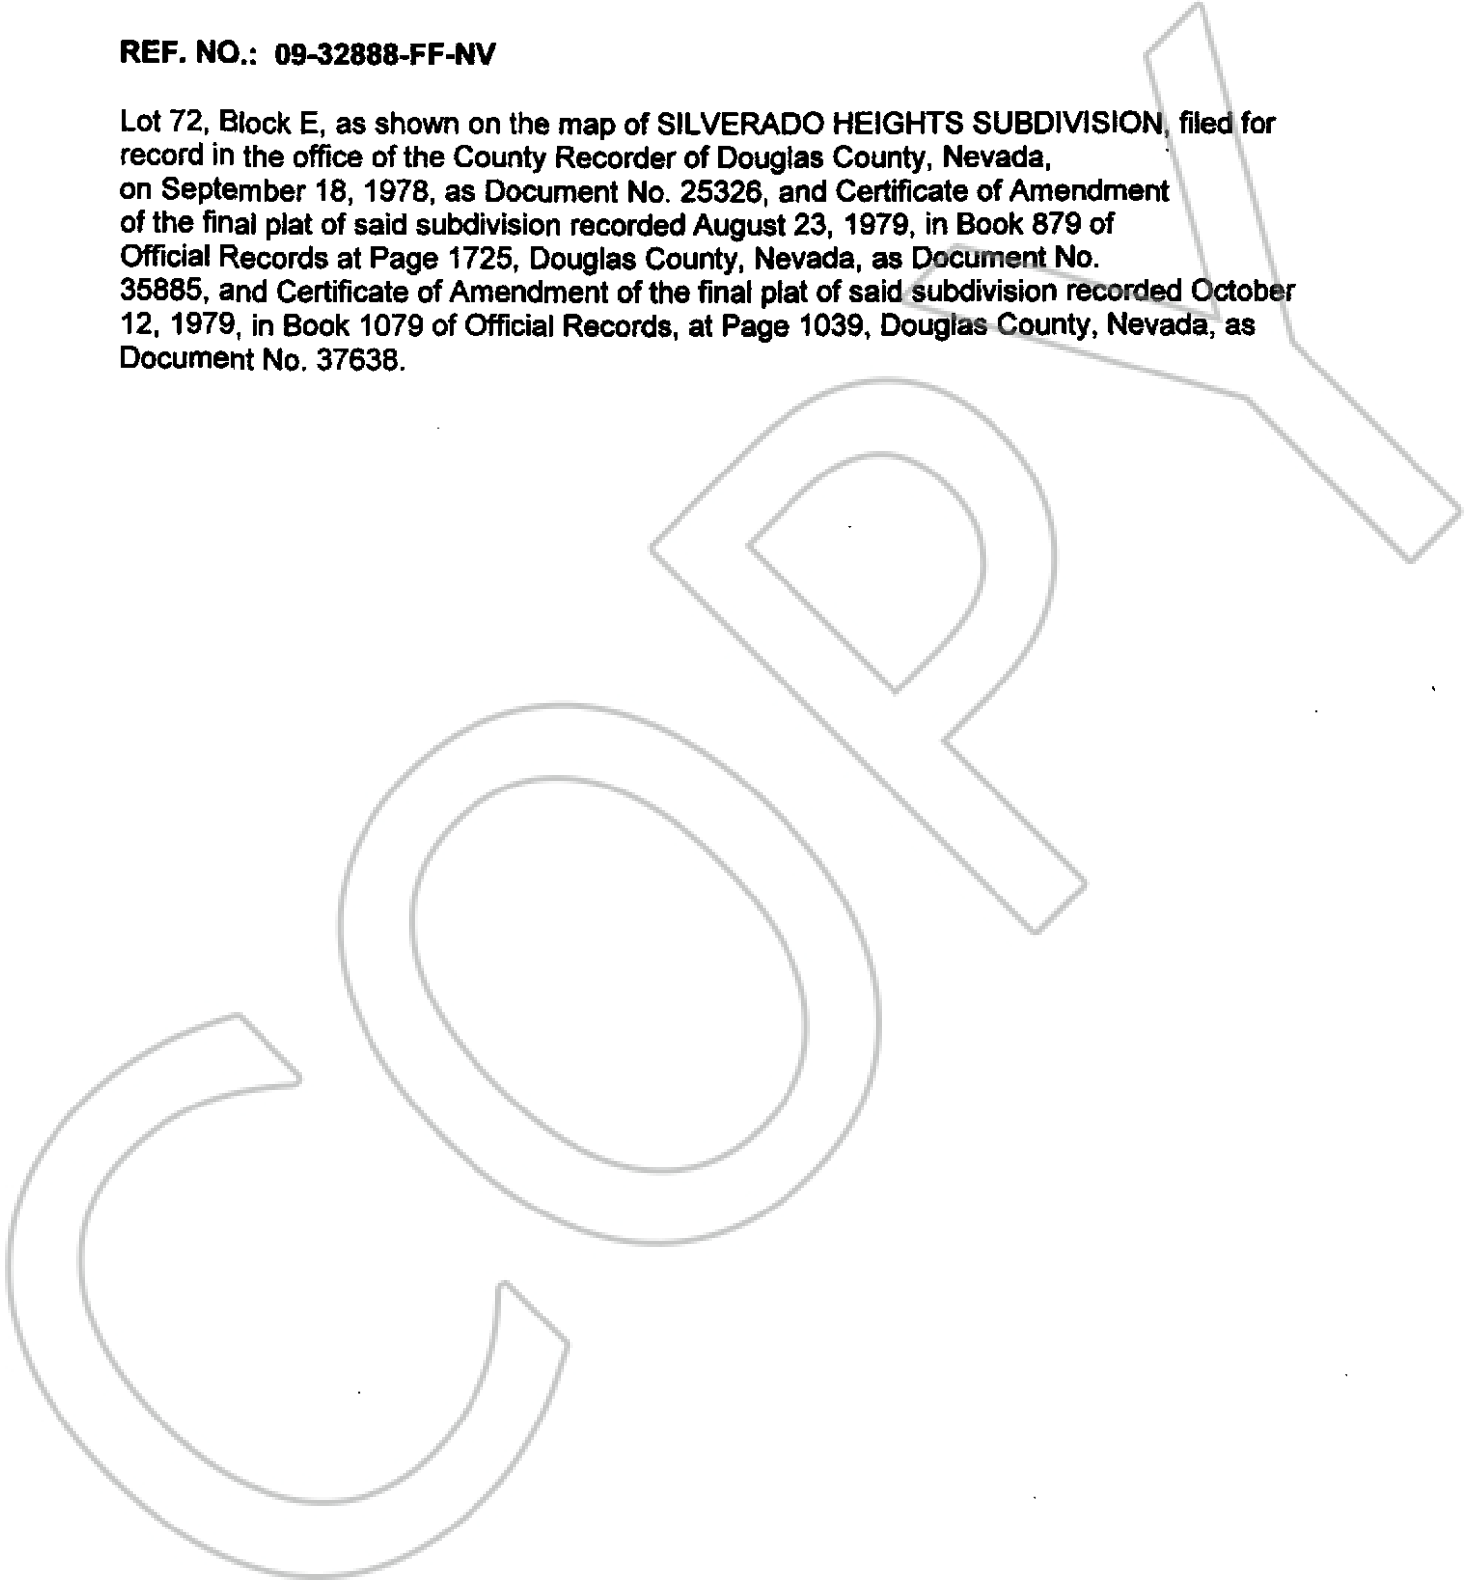 REF. NO.: 09-32888-FF-NV
Lot 72, Block E, as shown on the map of SILVERADO HEIGHTS SUBDIVISION, filed for
record in the office of the County Recorder of Douglas County, Nevada,
on September 18, 1978, as Document No. 25326, and Certificate of Amendment
of the final plat of said subdivision recorded August 23, 1979, in Book 879 of
Official Records at Page 1725, Douglas County, Nevada, as Document No.
35885, and Certificate of Amendment of the final plat of said subdivision recorded October
12, 1979, in Book 1079 of Official Records, at Page 1039, Douglas County, Nevada, as
Document No. 37638.
COPY